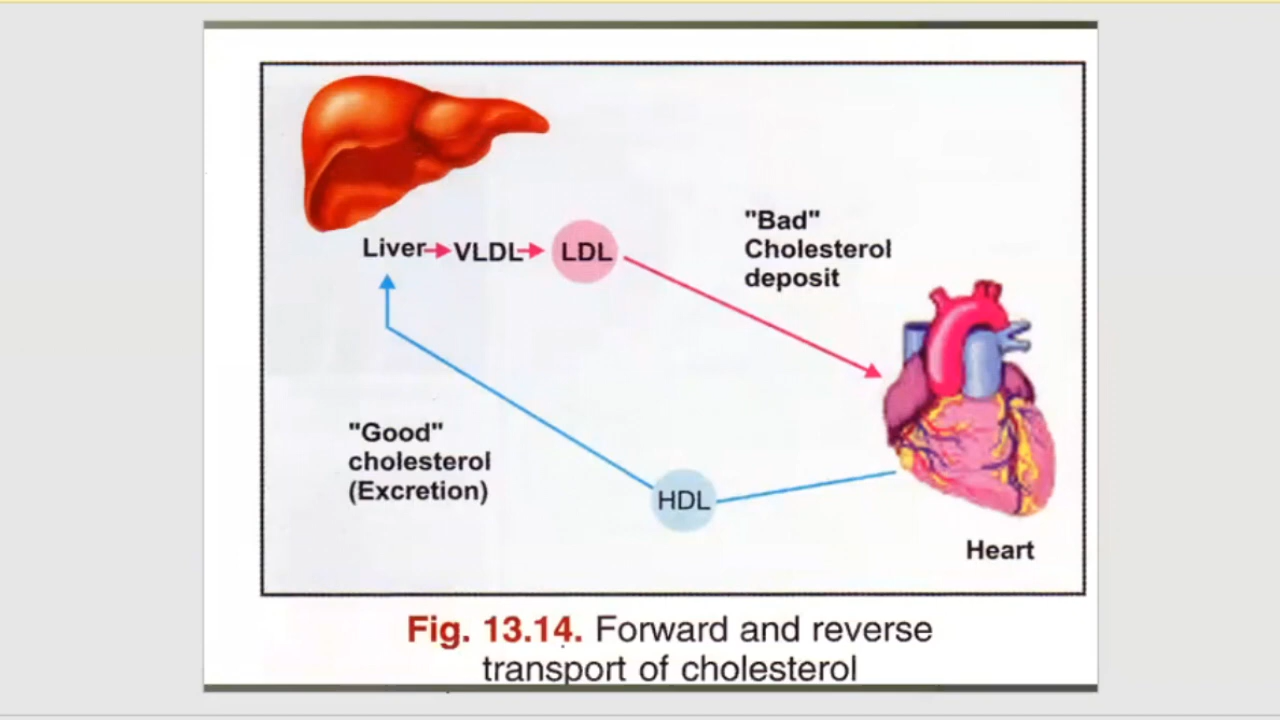 Liver VLDL LDL
"Bad"
Cholesterol
deposit
"Good"
cholesterol
(Excretion)
HDL
Heart
Fig. 13.14. Forward and reverse
transport of cholesterol